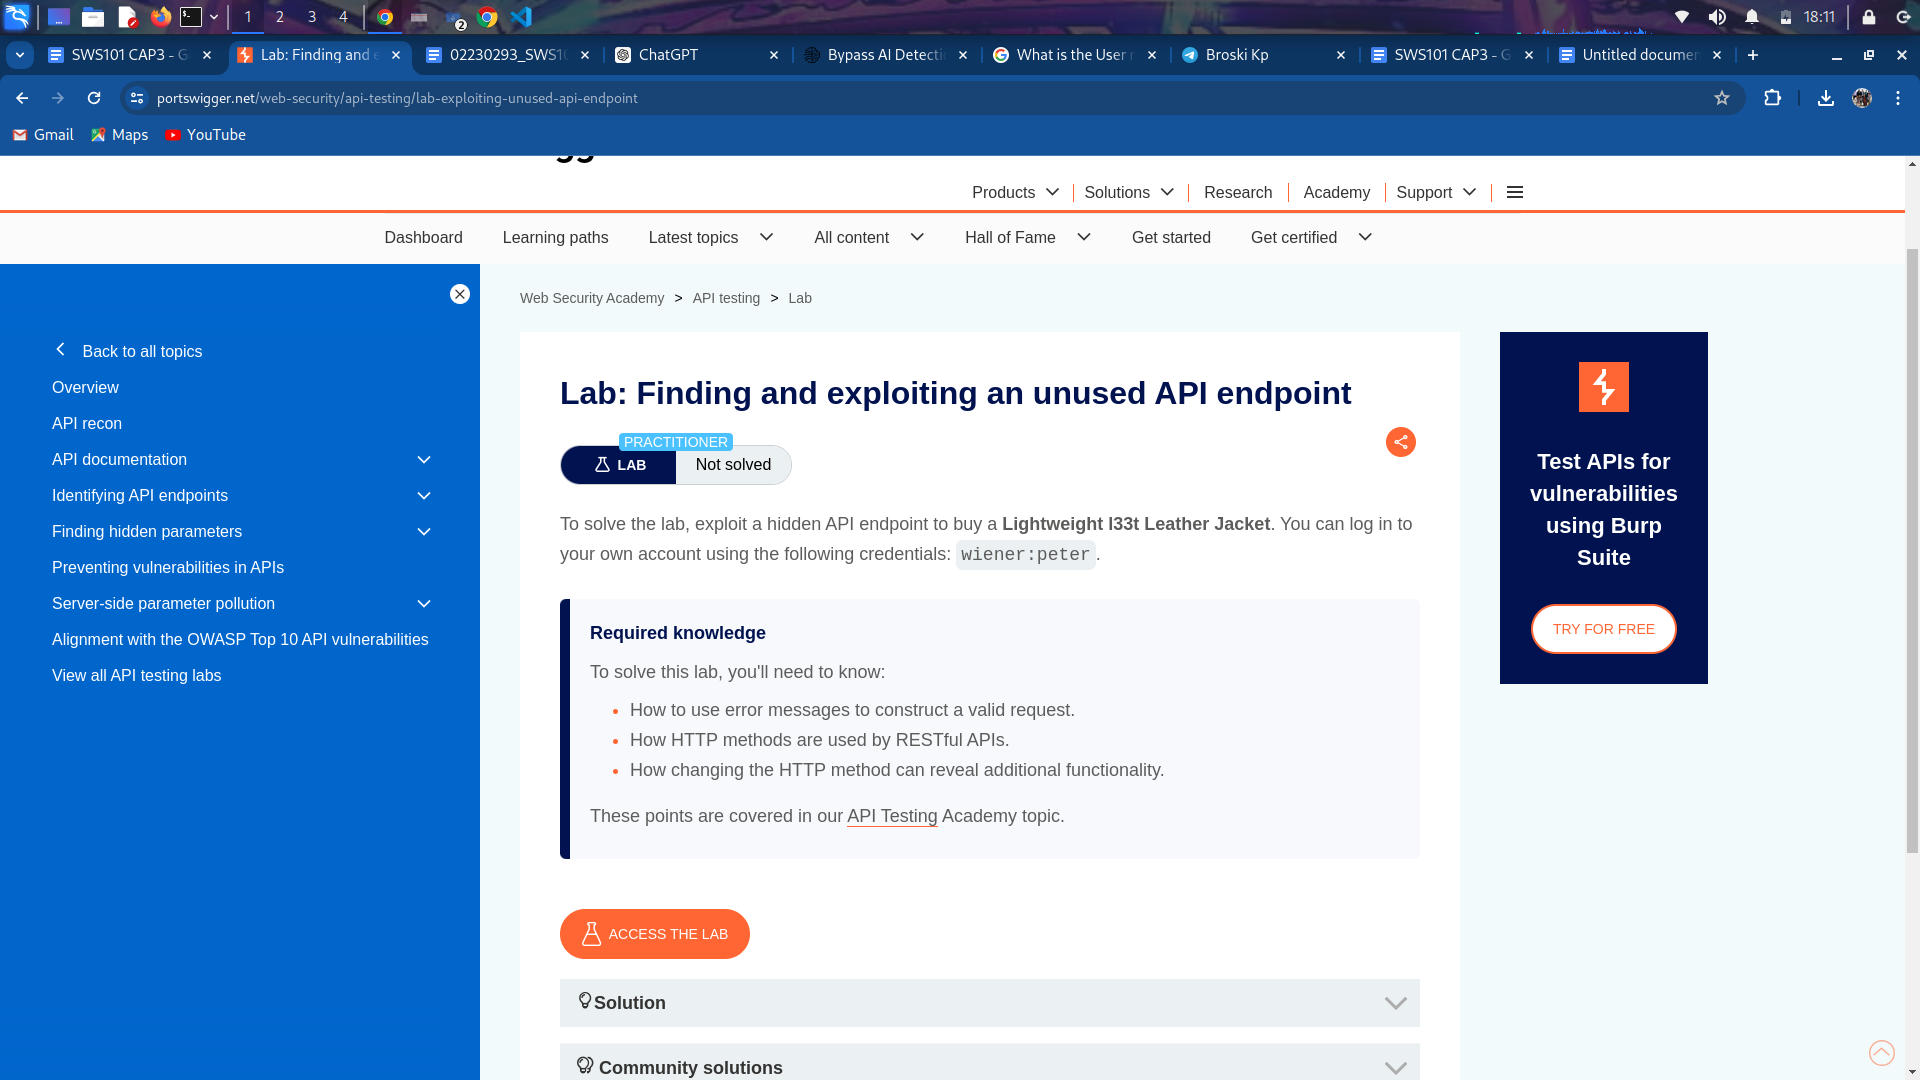 1 2 3 4
2
18:11
SWS101 CAP3 - G
Lab: Finding and e
02230293_SWS10
ChatGPT
Bypass AI Detectio
What is the User r
Broski Kp
SWS101 CAP3 - G
Untitled documen
portswigger.net/web-security/api-testing/lab-exploiting-unused-api-endpoint
Gmail Maps YouTube
Products Solutions Research Academy Support
Dashboard Learning paths Latest topics All content Hall of Fame Get started Get certified
Back to all topics
Overview
API recon
API documentation
Identifying API endpoints
Finding hidden parameters
Preventing vulnerabilities in APIs
Server-side parameter pollution
Alignment with the OWASP Top 10 API vulnerabilities
View all API testing labs
Web Security Academy > API testing > Lab
Lab: Finding and exploiting an unused API endpoint
PRACTITIONER
LAB Not solved
To solve the lab, exploit a hidden API endpoint to buy a Lightweight l33t Leather Jacket. You can log in to
your own account using the following credentials: wiener:peter.
Required knowledge
To solve this lab, you'll need to know:
• How to use error messages to construct a valid request.
• How HTTP methods are used by RESTful APIs.
• How changing the HTTP method can reveal additional functionality.
These points are covered in our API Testing Academy topic.
ACCESS THE LAB
Solution
Community solutions
Test APIs for
vulnerabilities
using Burp
Suite
TRY FOR FREE